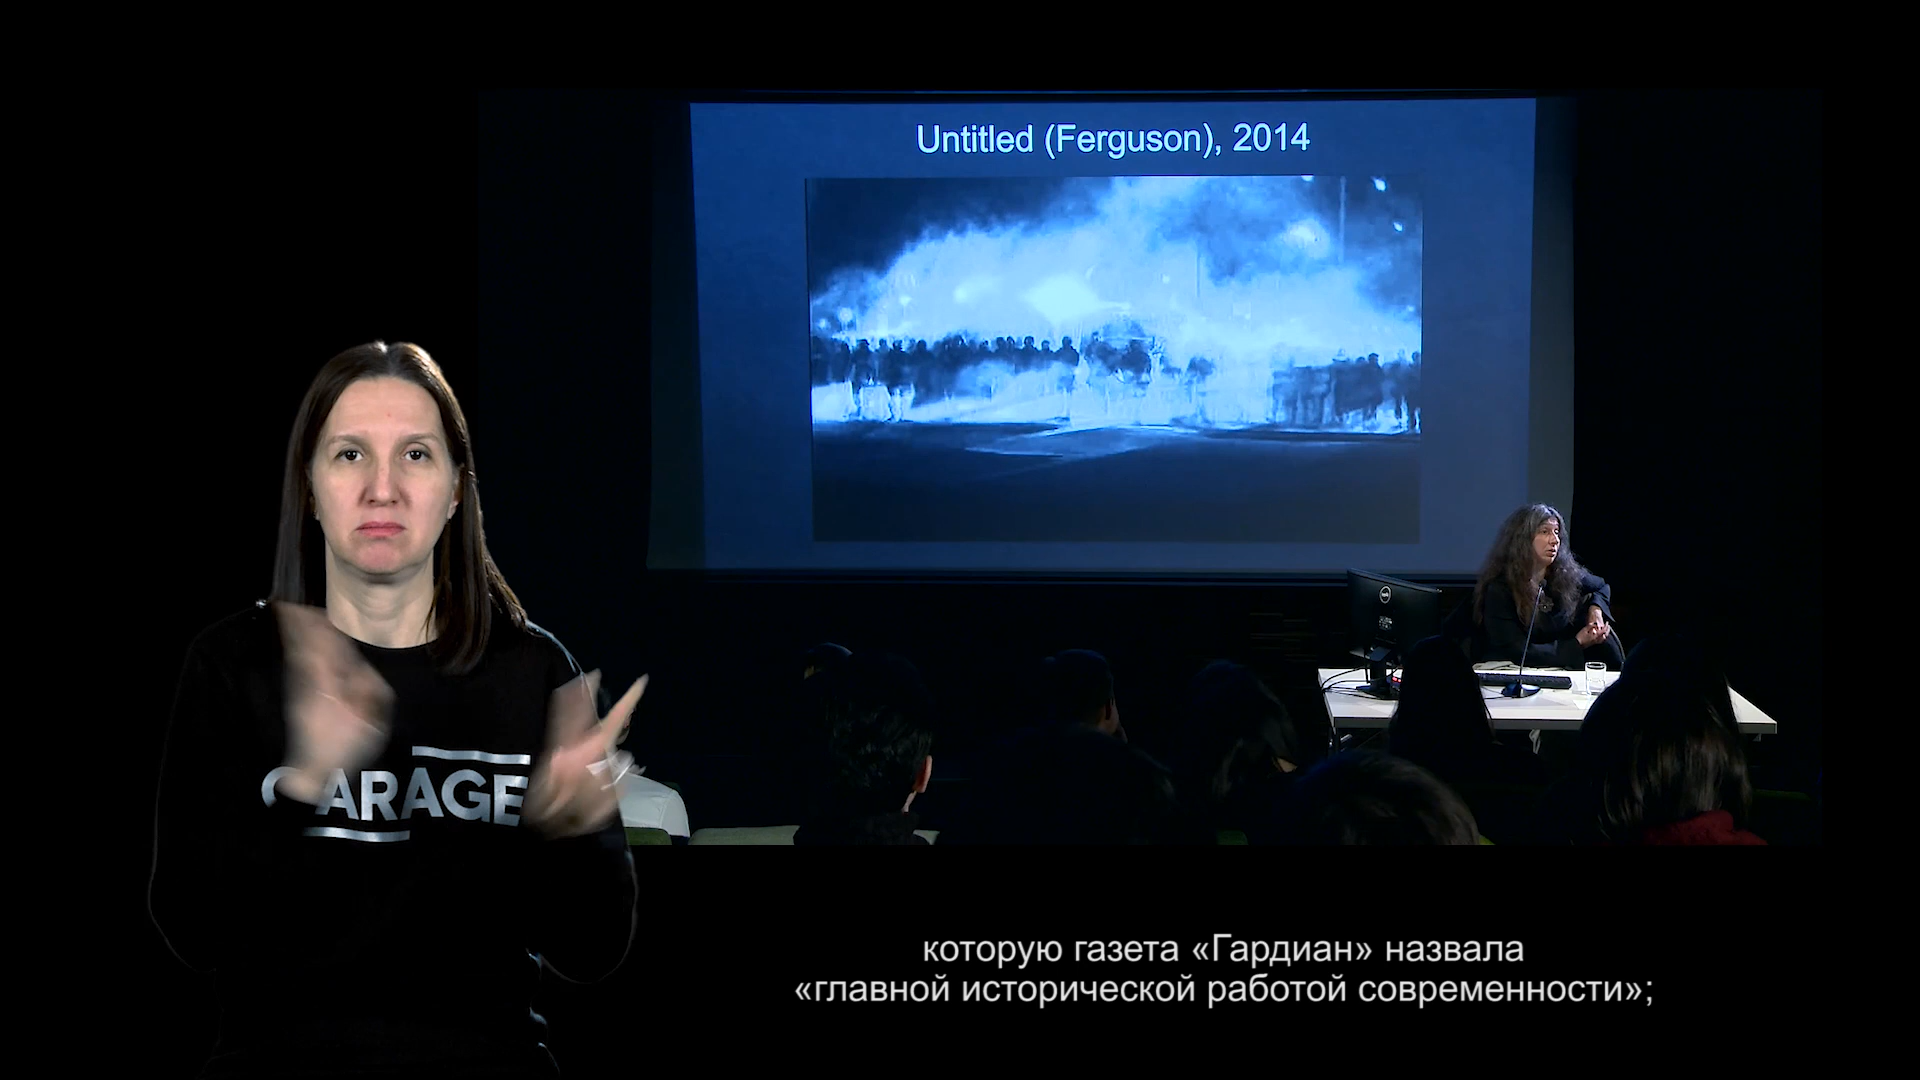 Untitled (Ferguson), 2014
GARAGE
которую газета «Гардиан» назвала
«главной исторической работой современности»;